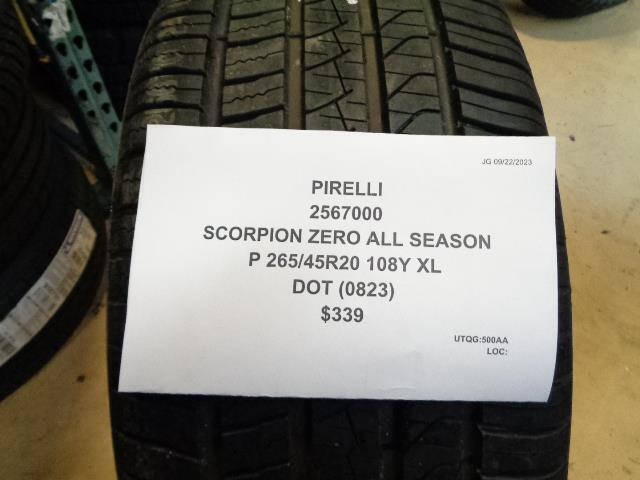 JG 09/22/2023
PIRELLI
2567000
SCORPION ZERO ALL SEASON
P 265/45R20 108Y XL
DOT (0823)
$339
UTQG:500AA
LOC: